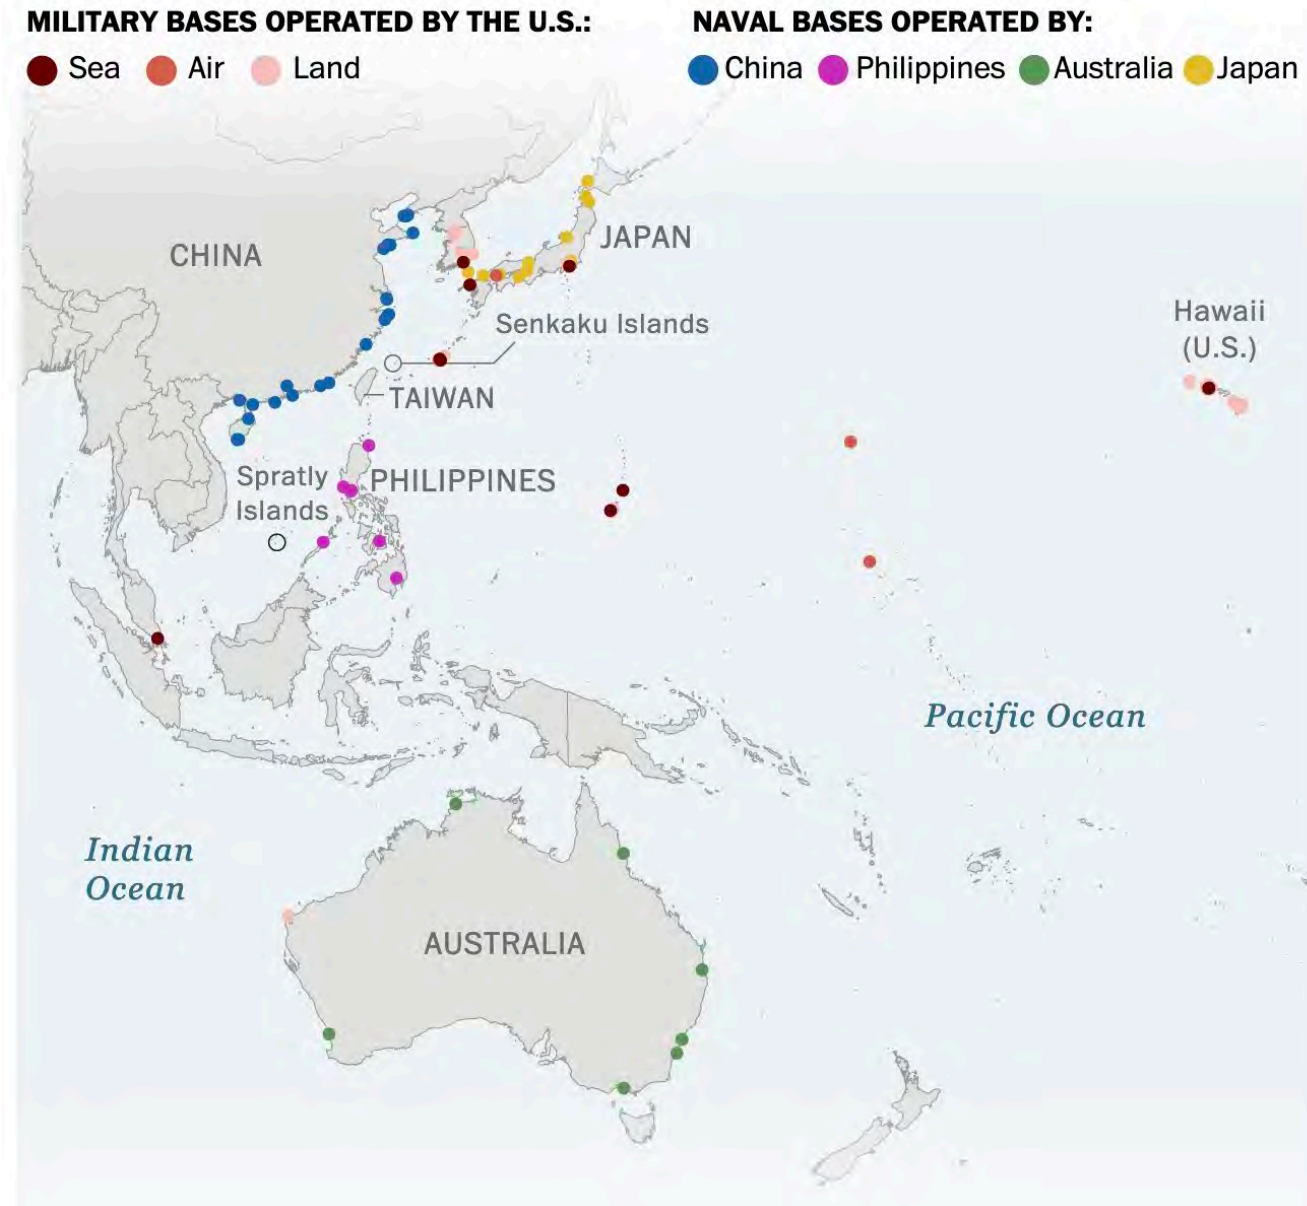 MILITARY BASES OPERATED BY THE U.S.:
Sea Air Land
NAVAL BASES OPERATED BY:
China Philippines Australia Japan
CHINA
JAPAN
Senkaku Islands
Hawaii
(U.S.)
TAIWAN
Spratly
Islands
PHILIPPINES
Pacific Ocean
Indian
Ocean
AUSTRALIA